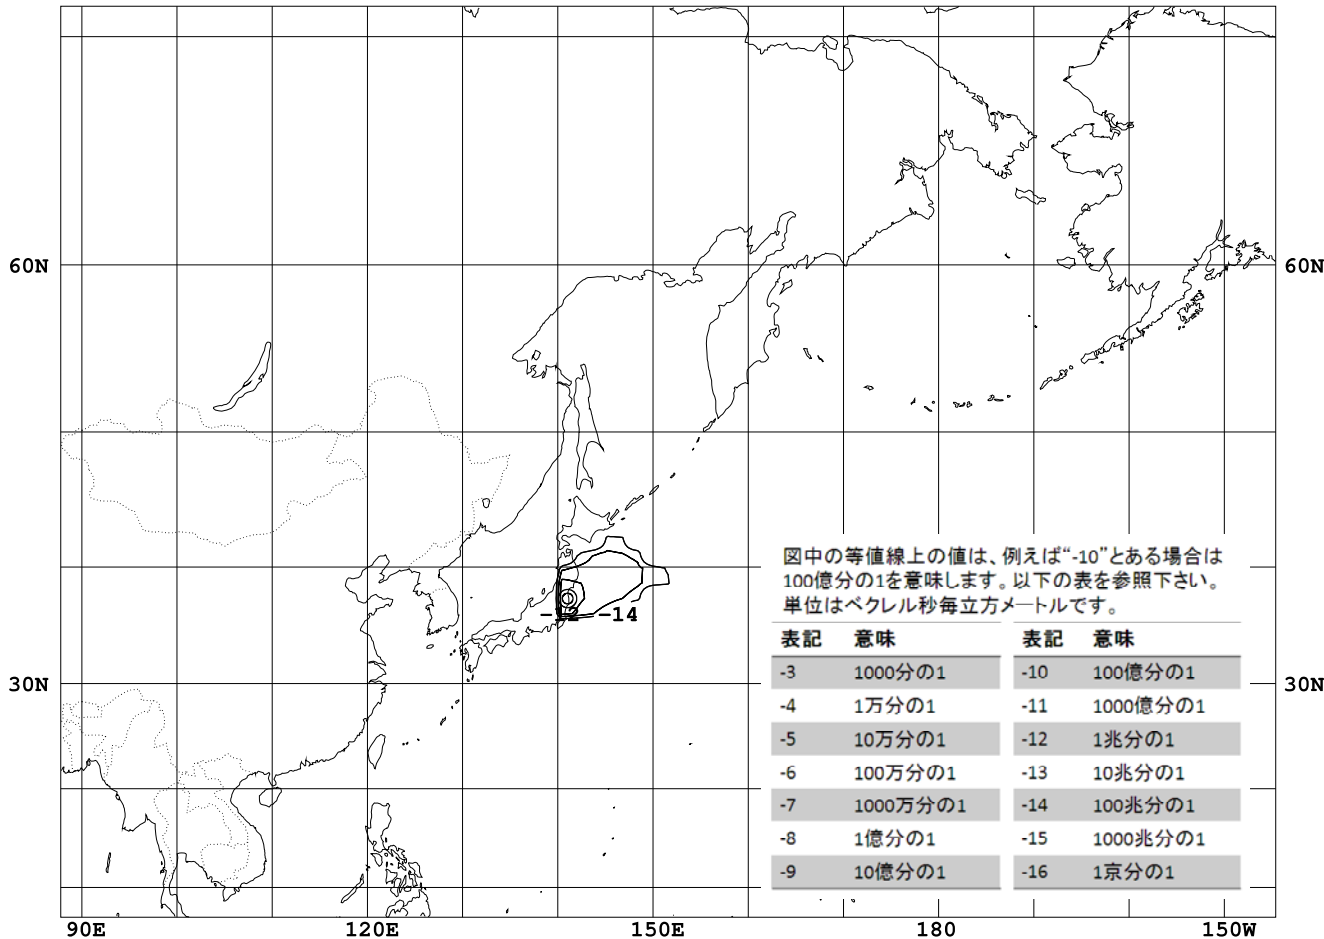 60N
60N
-12
-14
図中の等値線上の値は、例えば“-10”とある場合は
100億分の1を意味します。以下の表を参照下さい。
単位はベクレル秒毎立方メートルです。
表記 意味 表記 意味
-3 1000分の1 -10 100億分の1
-4 1万分の1 -11 1000億分の1
-5 10万分の1 -12 1兆分の1
-6 100万分の1 -13 10兆分の1
-7 1000万分の1 -14 100兆分の1
-8 1億分の1 -15 1000兆分の1
-9 10億分の1 -16 1京分の1
30N
30N
90E 120E 150E 180 150W